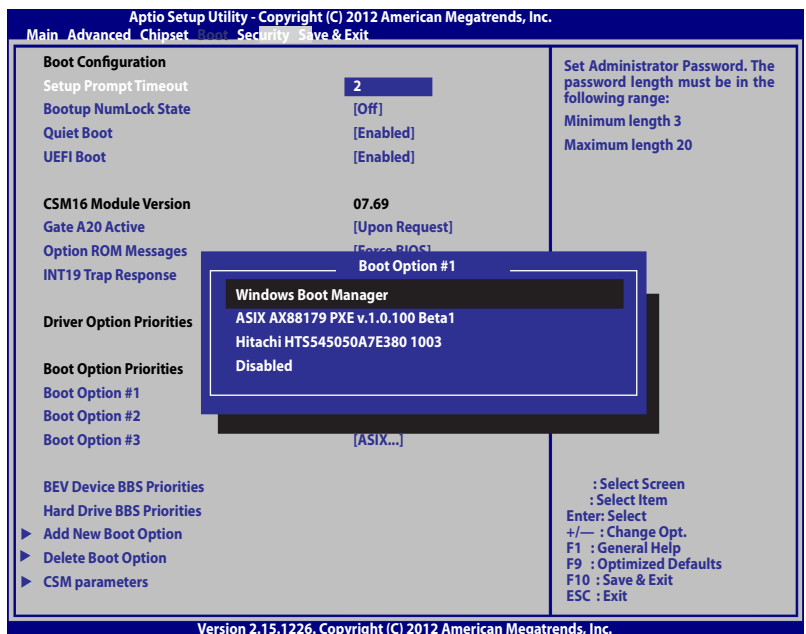 Aptio Setup Utility - Copyright (C) 2012 American Megatrends, Inc.
Main Advanced Chipset Boot Security Save & Exit
Boot Configuration
Setup Prompt Timeout 2
Bootup NumLock State [Off]
Quiet Boot [Enabled]
UEFI Boot [Enabled]
CSM16 Module Version 07.69
Gate A20 Active [Upon Request]
Option ROM Messages [Force BIOS]
INT19 Trap Response
Driver Option Priorities
Boot Option Priorities
Boot Option #1
Boot Option #2
Boot Option #3 [ASIX...]
BEV Device BBS Priorities
Hard Drive BBS Priorities
Add New Boot Option
Delete Boot Option
CSM parameters
Boot Option #1
Windows Boot Manager
ASIX AX88179 PXE v.1.0.100 Beta1
Hitachi HTS545050A7E380 1003
Disabled
Set Administrator Password. The
password length must be in the
following range:
Minimum length 3
Maximum length 20
: Select Screen
: Select Item
Enter: Select
+/— : Change Opt.
F1 : General Help
F9 : Optimized Defaults
F10 : Save & Exit
ESC : Exit
Version 2.15.1226. Copyright (C) 2012 American Megatrends, Inc.